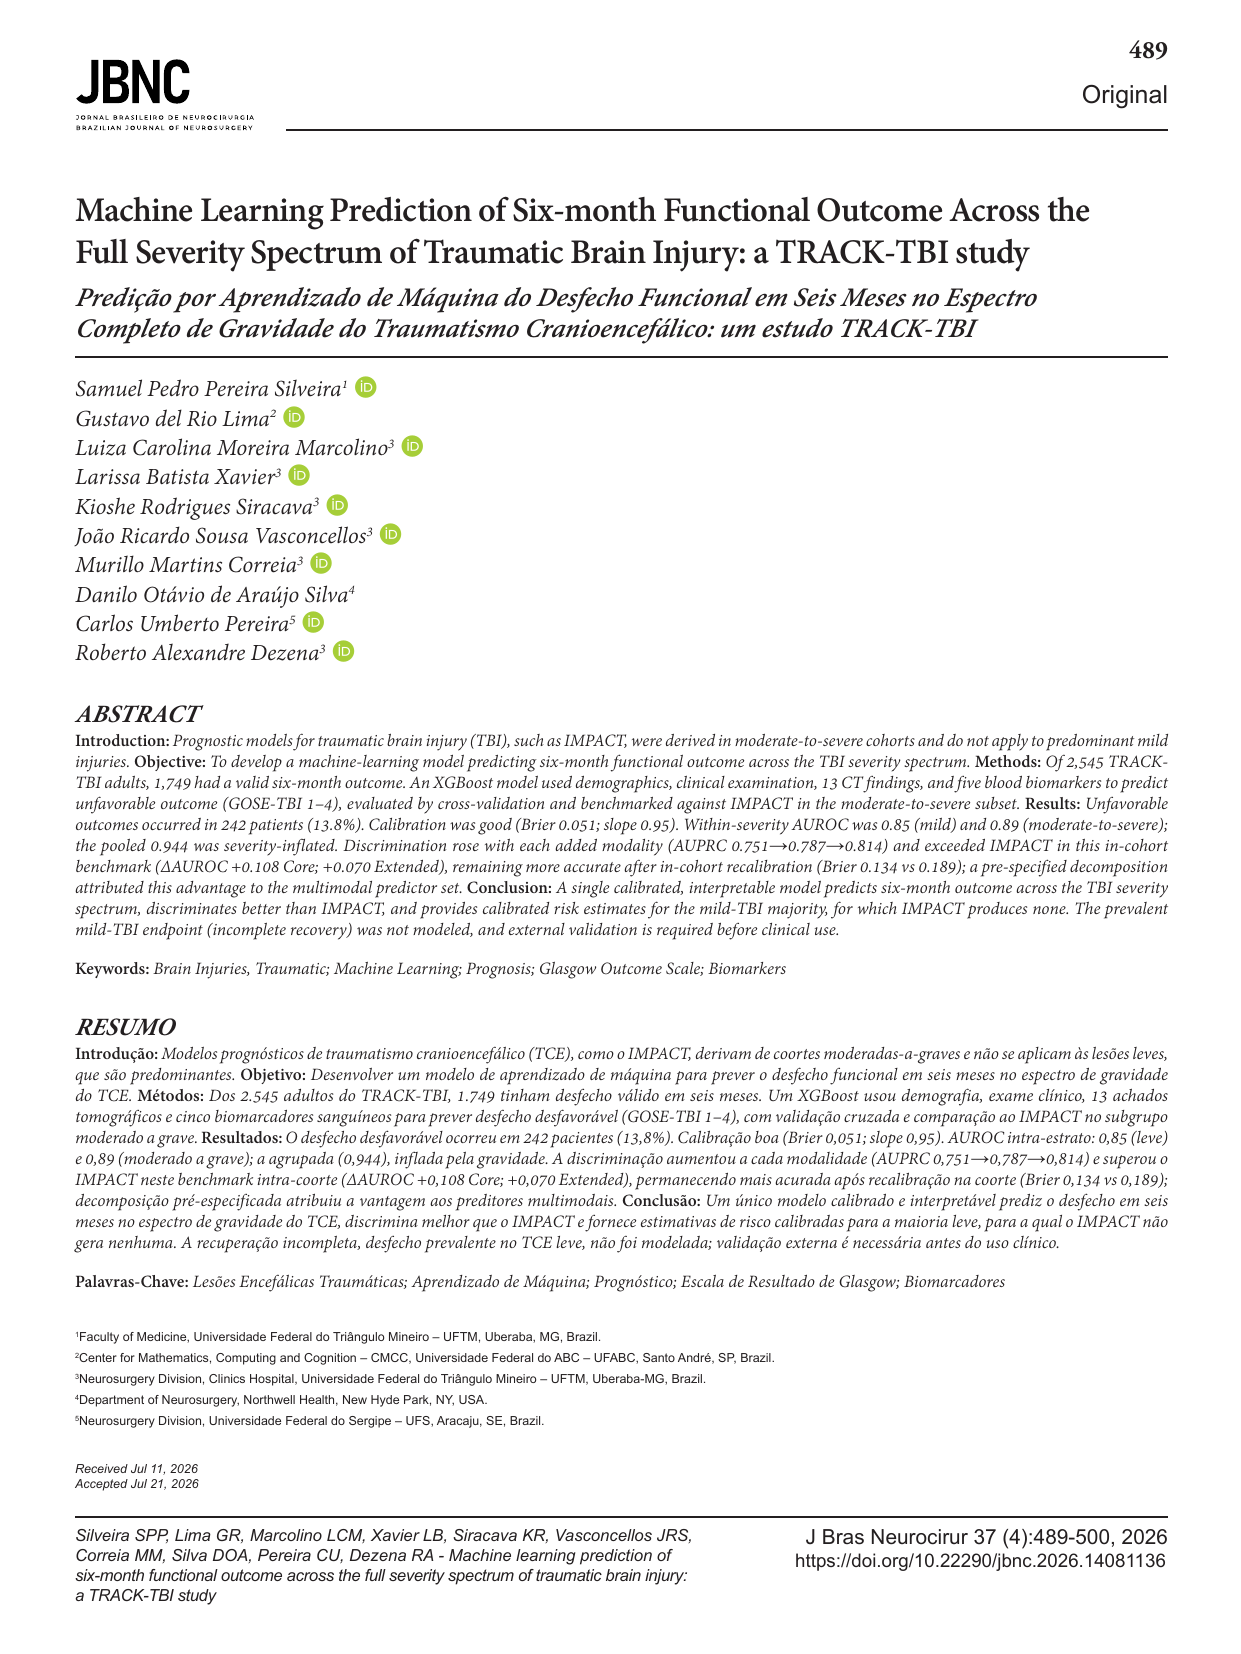 489
JBNC
JORNAL BRASILEIRO DE NEUROCIRURGIA
BRAZILIAN JOURNAL OF NEUROSURGERY
Original
Machine Learning Prediction of Six-month Functional Outcome Across the
Full Severity Spectrum of Traumatic Brain Injury: a TRACK-TBI study
Predição por Aprendizado de Máquina do Desfecho Funcional em Seis Meses no Espectro
Completo de Gravidade do Traumatismo Cranioencefálico: um estudo TRACK-TBI
Samuel Pedro Pereira Silveira¹ iD
Gustavo del Rio Lima² iD
Luiza Carolina Moreira Marcolino³ iD
Larissa Batista Xavier³ iD
Kioshe Rodrigues Siracava³ iD
João Ricardo Sousa Vasconcellos³ iD
Murillo Martins Correia³ iD
Danilo Otávio de Araújo Silva⁴
Carlos Umberto Pereira⁵ iD
Roberto Alexandre Dezena³ iD
ABSTRACT
Introduction: Prognostic models for traumatic brain injury (TBI), such as IMPACT, were derived in moderate-to-severe cohorts and do not apply to predominant mild
injuries. Objective: To develop a machine-learning model predicting six-month functional outcome across the TBI severity spectrum. Methods: Of 2,545 TRACK-
TBI adults, 1,749 had a valid six-month outcome. An XGBoost model used demographics, clinical examination, 13 CT findings, and five blood biomarkers to predict
unfavorable outcome (GOSE-TBI 1–4), evaluated by cross-validation and benchmarked against IMPACT in the moderate-to-severe subset. Results: Unfavorable
outcomes occurred in 242 patients (13.8%). Calibration was good (Brier 0.051; slope 0.95). Within-severity AUROC was 0.85 (mild) and 0.89 (moderate-to-severe);
the pooled 0.944 was severity-inflated. Discrimination rose with each added modality (AUPRC 0.751→0.787→0.814) and exceeded IMPACT in this in-cohort
benchmark (ΔAUROC +0.108 Core; +0.070 Extended), remaining more accurate after in-cohort recalibration (Brier 0.134 vs 0.189); a pre-specified decomposition
attributed this advantage to the multimodal predictor set. Conclusion: A single calibrated, interpretable model predicts six-month outcome across the TBI severity
spectrum, discriminates better than IMPACT, and provides calibrated risk estimates for the mild-TBI majority, for which IMPACT produces none. The prevalent
mild-TBI endpoint (incomplete recovery) was not modeled, and external validation is required before clinical use.
Keywords: Brain Injuries, Traumatic; Machine Learning; Prognosis; Glasgow Outcome Scale; Biomarkers
RESUMO
Introdução: Modelos prognósticos de traumatismo cranioencefálico (TCE), como o IMPACT, derivam de coortes moderadas-a-graves e não se aplicam às lesões leves,
que são predominantes. Objetivo: Desenvolver um modelo de aprendizado de máquina para prever o desfecho funcional em seis meses no espectro de gravidade
do TCE. Métodos: Dos 2.545 adultos do TRACK-TBI, 1.749 tinham desfecho válido em seis meses. Um XGBoost usou demografia, exame clínico, 13 achados
tomográficos e cinco biomarcadores sanguíneos para prever desfecho desfavorável (GOSE-TBI 1–4), com validação cruzada e comparação ao IMPACT no subgrupo
moderado a grave. Resultados: O desfecho desfavorável ocorreu em 242 pacientes (13,8%). Calibração boa (Brier 0,051; slope 0,95). AUROC intra-estrato: 0,85 (leve)
e 0,89 (moderado a grave); a agrupada (0,944), inflada pela gravidade. A discriminação aumentou a cada modalidade (AUPRC 0,751→0,787→0,814) e superou o
IMPACT neste benchmark intra-coorte (ΔAUROC +0,108 Core; +0,070 Extended), permanecendo mais acurada após recalibração na coorte (Brier 0,134 vs 0,189);
decomposição pré-especificada atribuiu a vantagem aos preditores multimodais. Conclusão: Um único modelo calibrado e interpretável prediz o desfecho em seis
meses no espectro de gravidade do TCE, discrimina melhor que o IMPACT e fornece estimativas de risco calibradas para a maioria leve, para a qual o IMPACT não
gera nenhuma. A recuperação incompleta, desfecho prevalente no TCE leve, não foi modelada; validação externa é necessária antes do uso clínico.
Palavras-Chave: Lesões Encefálicas Traumáticas; Aprendizado de Máquina; Prognóstico; Escala de Resultado de Glasgow; Biomarcadores
¹Faculty of Medicine, Universidade Federal do Triângulo Mineiro – UFTM, Uberaba, MG, Brazil.
²Center for Mathematics, Computing and Cognition – CMCC, Universidade Federal do ABC – UFABC, Santo André, SP, Brazil.
³Neurosurgery Division, Clinics Hospital, Universidade Federal do Triângulo Mineiro – UFTM, Uberaba-MG, Brazil.
⁴Department of Neurosurgery, Northwell Health, New Hyde Park, NY, USA.
⁵Neurosurgery Division, Universidade Federal do Sergipe – UFS, Aracaju, SE, Brazil.
Received Jul 11, 2026
Accepted Jul 21, 2026
Silveira SPP, Lima GR, Marcolino LCM, Xavier LB, Siracava KR, Vasconcellos JRS,
Correia MM, Silva DOA, Pereira CU, Dezena RA - Machine learning prediction of
six-month functional outcome across the full severity spectrum of traumatic brain injury:
a TRACK-TBI study
J Bras Neurocirur 37 (4):489-500, 2026
https://doi.org/10.22290/jbnc.2026.14081136